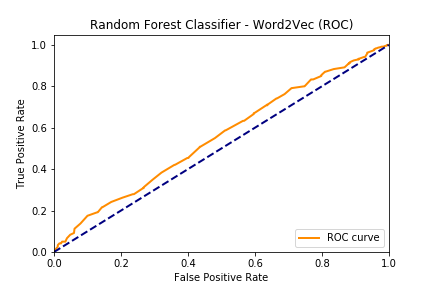 Random Forest Classifier - Word2Vec (ROC)
True Positive Rate
1.0
0.8
0.6
0.4
0.2
0.0
0.0 0.2 0.4 0.6 0.8 1.0
False Positive Rate
ROC curve